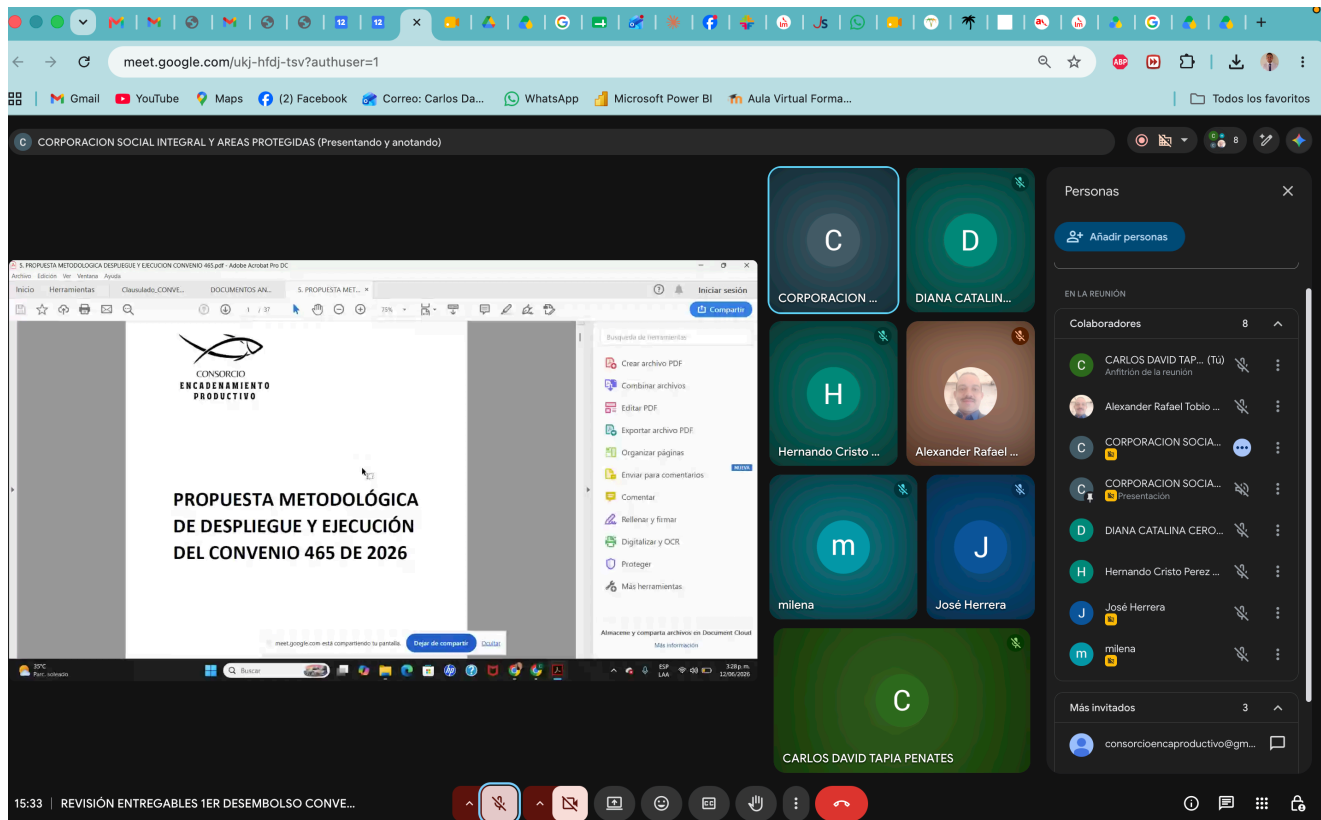 12
12
Js
meet.google.com/ukj-hfdj-tsv?authuser=1
ABP
Gmail
YouTube
Maps
(2) Facebook
Correo: Carlos Da...
WhatsApp
Microsoft Power BI
Aula Virtual Forma...
Todos los favoritos
C CORPORACION SOCIAL INTEGRAL Y AREAS PROTEGIDAS (Presentando y anotando)
8
5. PROPUESTA METODOLOGICA DESPLIEGUE Y EJECUCION CONVENIO 465.pdf - Adobe Acrobat Pro DC
Archivo Edición Ver Ventana Ayuda
Inicio Herramientas Clausulado_CONVE... DOCUMENTOS AN... 5. PROPUESTA MET... × Iniciar sesión
1 / 37 75% Compartir
CONSORCIO
ENCADENAMIENTO
PRODUCTIVO
PROPUESTA METODOLÓGICA
DE DESPLIEGUE Y EJECUCIÓN
DEL CONVENIO 465 DE 2026
Busqueda de Herramientas
Crear archivo PDF
Combinar archivos
Editar PDF
Exportar archivo PDF
Organizar páginas
NUEVA
Enviar para comentarios
Comentar
Rellenar y firmar
Digitalizar y OCR
Proteger
Más herramientas
Almacene y comparta archivos en Document Cloud
Más información
meet.google.com está compartiendo tu pantalla. Dejar de compartir Ocultar
35°C
Parc. soleado
Buscar
ESP
LAA
3:28 p.m.
12/06/2026
C
CORPORACION ...
D
DIANA CATALIN...
H
Hernando Cristo ...
Alexander Rafael ...
m
milena
J
José Herrera
C
CARLOS DAVID TAPIA PENATES
Personas
Añadir personas
EN LA REUNIÓN
Colaboradores 8
C CARLOS DAVID TAP... (Tú)
Anfitrión de la reunión
Alexander Rafael Tobio ...
C CORPORACION SOCIA...
C CORPORACION SOCIA...
Presentación
D DIANA CATALINA CERO...
H Hernando Cristo Perez ...
J José Herrera
m milena
Más invitados 3
consorcioencaproductivo@gm...
15:33 | REVISIÓN ENTREGABLES 1ER DESEMBOLSO CONVE...
CC